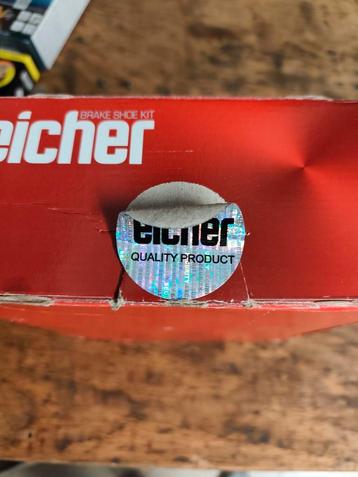 BRAKE SHOE KIT
eicher
eicher
QUALITY PRODUCT